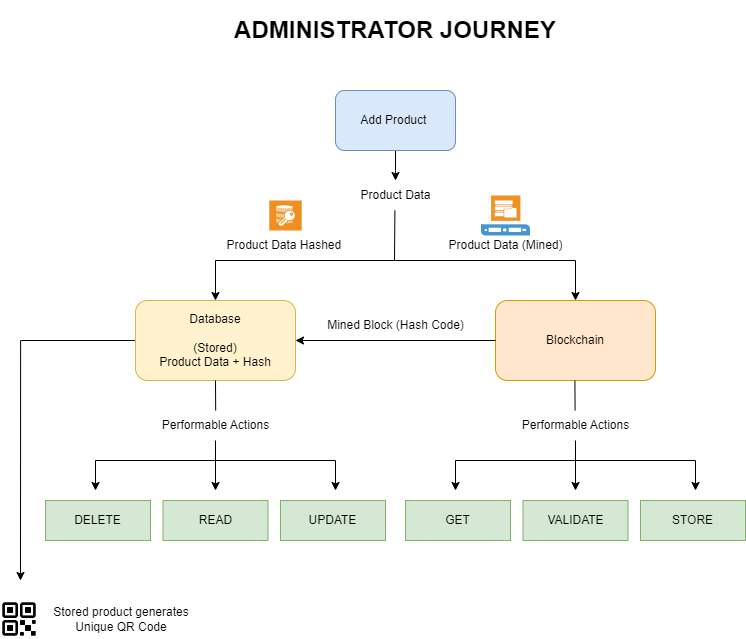 ADMINISTRATOR JOURNEY
Add Product
Product Data
Product Data Hashed
Product Data (Mined)
Database
(Stored)
Product Data + Hash
Mined Block (Hash Code)
Blockchain
Performable Actions
Performable Actions
DELETE
READ
UPDATE
GET
VALIDATE
STORE
Stored product generates
Unique QR Code